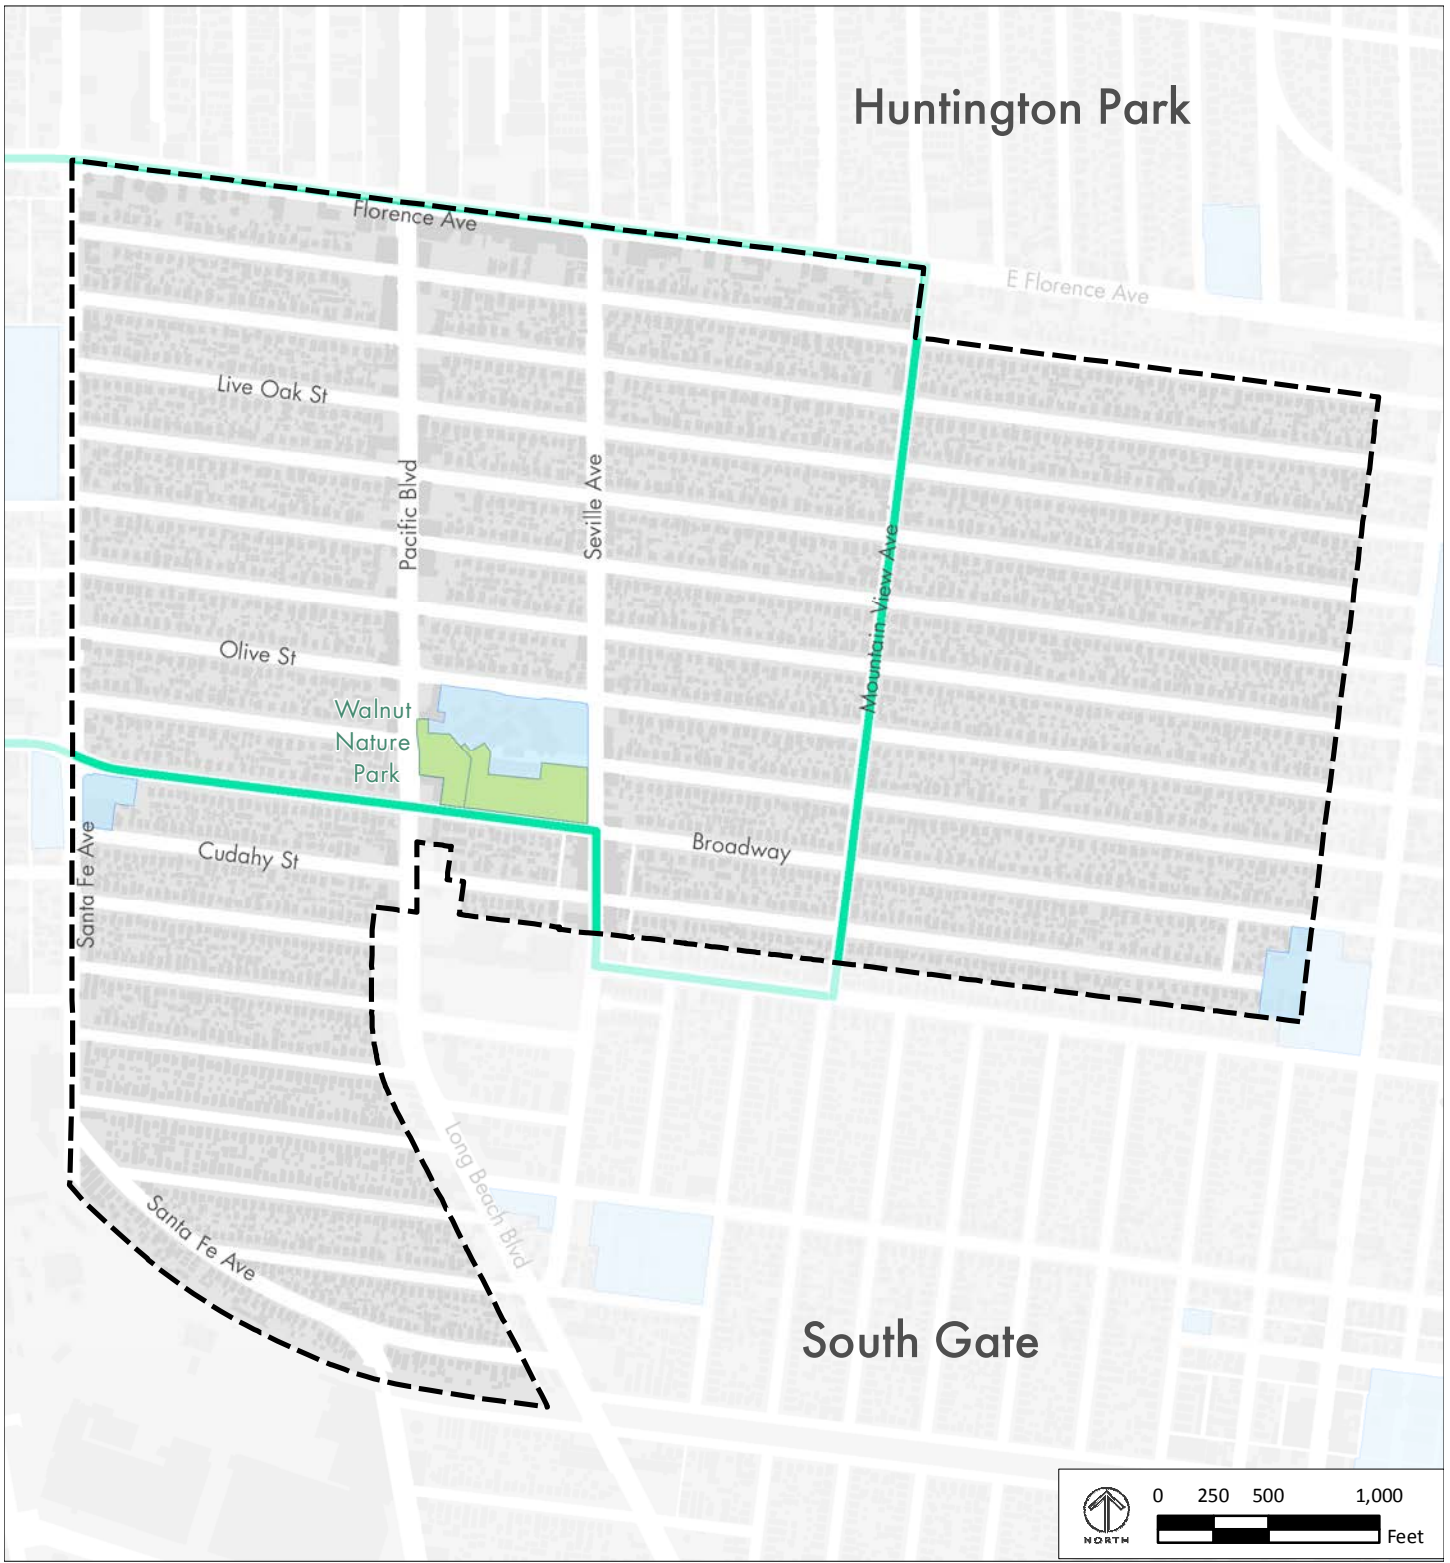 Huntington Park
Florence Ave
E Florence Ave
Live Oak St
Pacific Blvd
Seville Ave
Mountain View Ave
Olive St
Walnut
Nature
Park
Broadway
Cudahy St
Santa Fe Ave
Long Beach Blvd
Santa Fe Ave
South Gate
NORTH
0 250 500 1,000
Feet